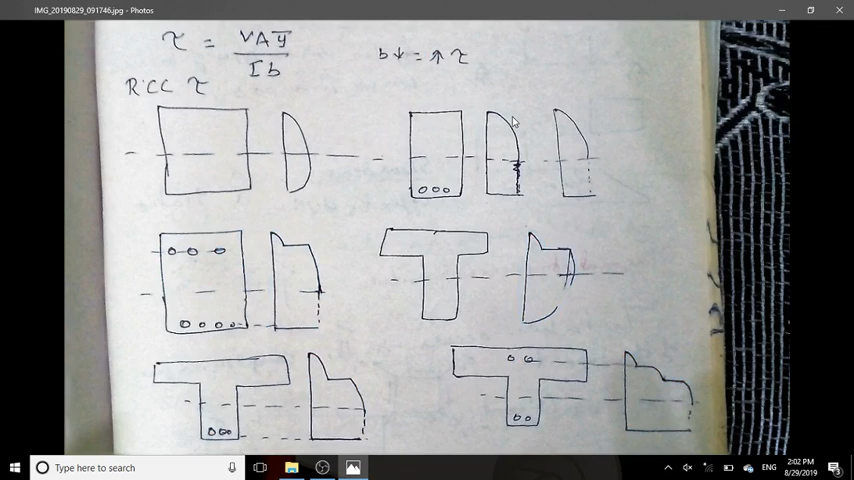 IMG_20190829_091746.jpg - Photos
τ = VAȳ / Ib
b↓ = ↑ τ
RCC τ
Type here to search
ENG
2:02 PM
8/29/2019